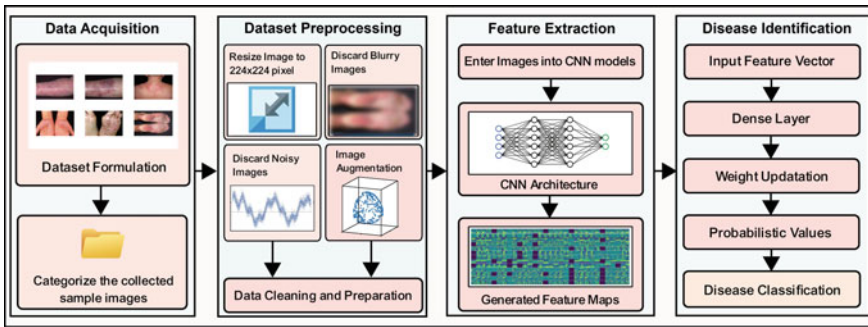 Data Acquisition
Dataset Formulation
Categorize the collected
sample images
Dataset Preprocessing
Resize Image to
224x224 pixel
Discard Blurry
Images
Discard Noisy
Images
Image
Augmentation
Data Cleaning and Preparation
Feature Extraction
Enter Images into CNN models
CNN Architecture
Generated Feature Maps
Disease Identification
Input Feature Vector
Dense Layer
Weight Updatation
Probabilistic Values
Disease Classification